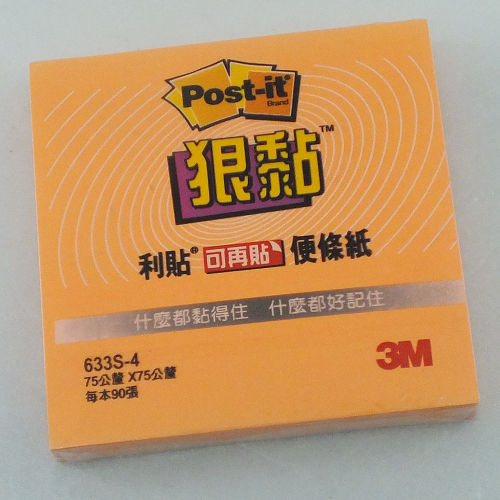 Post-it®
Brand
狠黏™
利貼® 可再貼 便條紙
什麼都黏得住 什麼都好記住
633S-4
75公釐 X75公釐
每本90張
3M